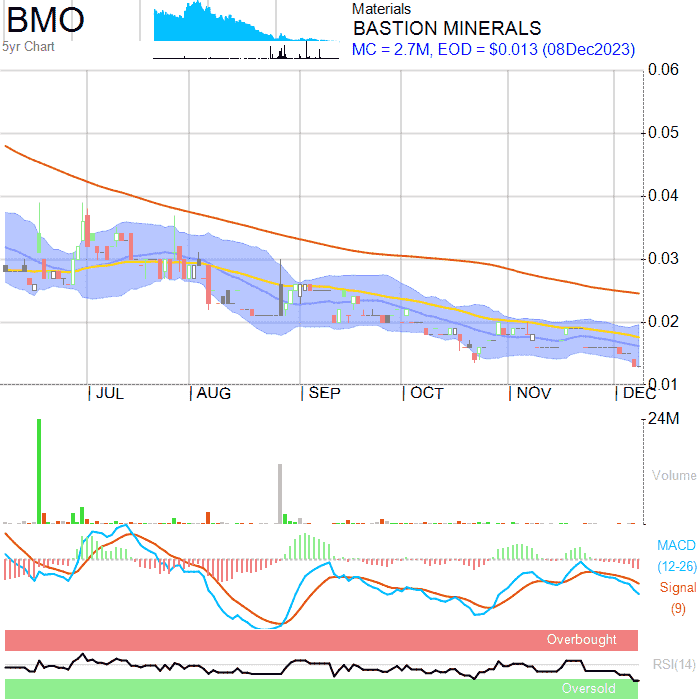 BMO
5yr Chart
Materials
BASTION MINERALS
MC = 2.7M, EOD = $0.013 (08Dec2023)
0.06
0.05
0.04
0.03
0.02
0.01
JUL
AUG
SEP
OCT
NOV
DEC
24M
Volume
MACD
(12-26)
Signal
(9)
Overbought
RSI(14)
Oversold